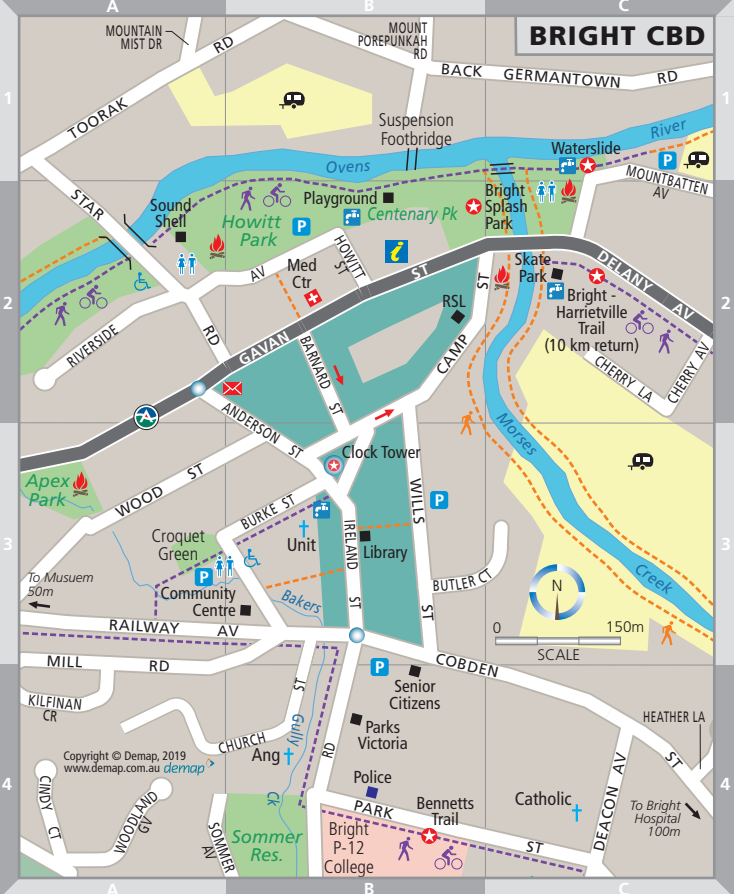 A
B
C
BRIGHT CBD
MOUNTAIN
MIST DR
RD
MOUNT
POREPUNKAH
RD
BACK GERMANTOWN RD
1
1
TOORAK
Suspension
Footbridge
River
Waterslide
P
Ovens
MOUNTBATTEN
AV
STAR
Sound
Shell
Playground
Centenary Pk
Bright
Splash
Park
Howitt
Park
P
HOWITT
ST
i
AV
Med
Ctr
ST
Skate
Park
DELANY AV
2
2
RSL
ST
Bright -
Harrietville
Trail
(10 km return)
RIVERSIDE
RD
GAVAN
BARNARD ST
CAMP
CHERRY LA
CHERRY AV
A
ANDERSON ST
Morses
Clock Tower
Apex
Park
WOOD ST
WILLS
P
BURKE ST
Croquet
Green
Unit
IRELAND
Library
3
3
To Musuem
50m
P
Community
Centre
Bakers
ST
BUTLER CT
ST
N
Creek
0
150m
SCALE
RAILWAY AV
MILL RD
P
COBDEN
Senior
Citizens
KILFINAN
CR
ST
Gully
HEATHER LA
Parks
Victoria
CHURCH
Ang
RD
ST
Copyright © Demap, 2019
www.demap.com.au demap
4
4
CINDY CT
WOODLAND
GV
Ck
Police
Catholic
DEACON AV
To Bright
Hospital
100m
PARK
Bennetts
Trail
ST
SOMMER
AV
Sommer
Res.
Bright
P-12
College
A
B
C